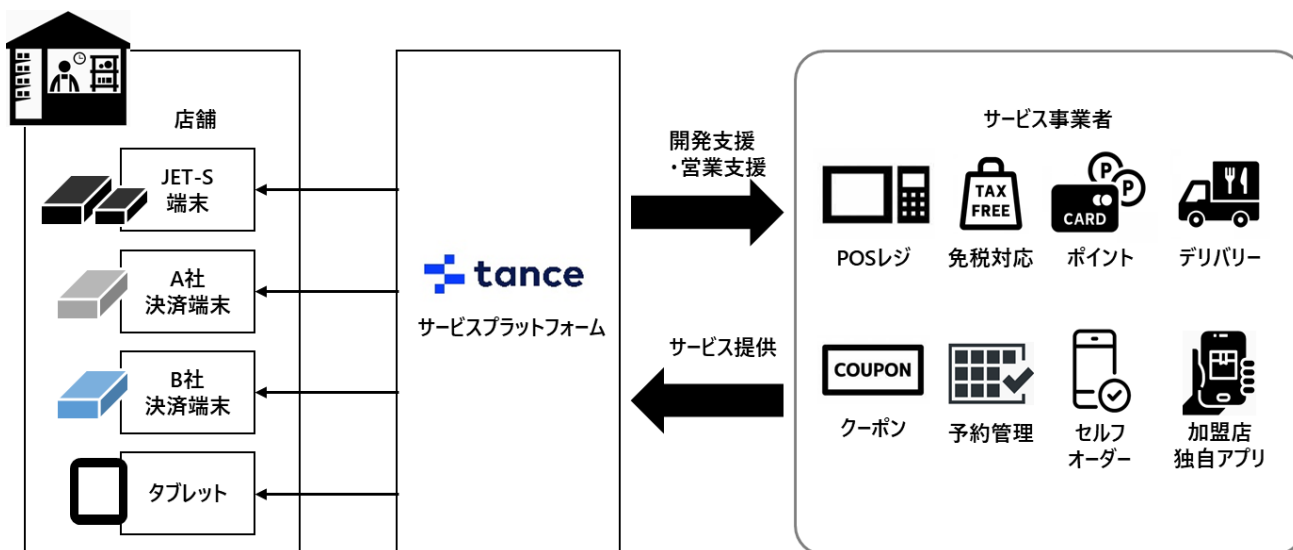 店舗
JET-S
端末
A社
決済端末
B社
決済端末
タブレット
tance
サービスプラットフォーム
開発支援
・営業支援
サービス提供
サービス事業者
TAX
FREE
P
P
CARD
POSレジ
免税対応
ポイント
デリバリー
COUPON
クーポン
予約管理
セルフ
オーダー
加盟店
独自アプリ